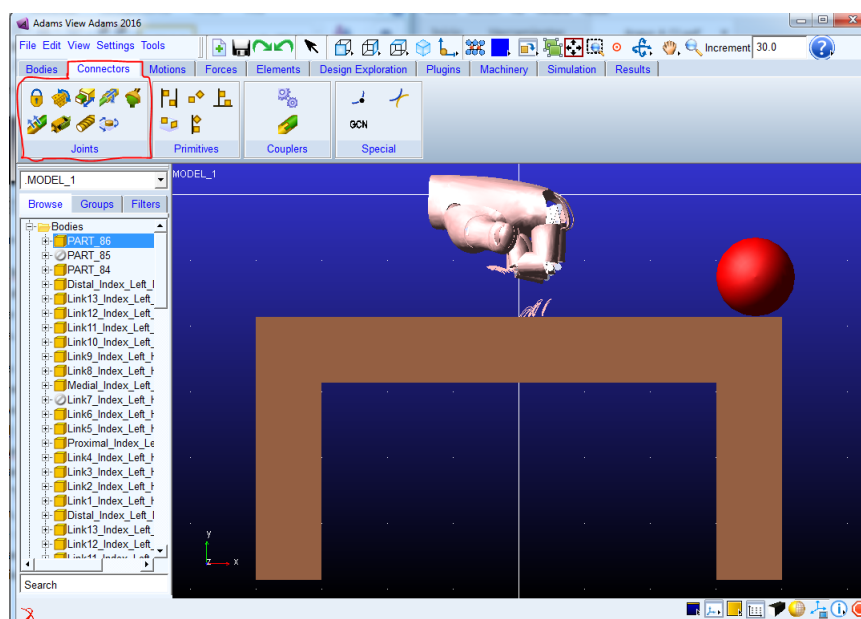 Adams View Adams 2016
File Edit View Settings Tools
Increment 30.0
?
Bodies Connectors Motions Forces Elements Design Exploration Plugins Machinery Simulation Results
GCN
Joints Primitives Couplers Special
.MODEL_1
MODEL_1
Browse Groups Filters
Bodies
PART_86
PART_85
PART_84
Distal_Index_Left_
Link13_Index_Left_
Link12_Index_Left_
Link11_Index_Left_
Link10_Index_Left_
Link9_Index_Left_
Link8_Index_Left_
Medial_Index_Left_
Link7_Index_Left_
Link6_Index_Left_
Link5_Index_Left_
Proximal_Index_Le
Link4_Index_Left_
Link3_Index_Left_
Link2_Index_Left_
Link1_Index_Left_
Distal_Index_Left_
Link13_Index_Left_
Link12_Index_Left_
Search
y
z x